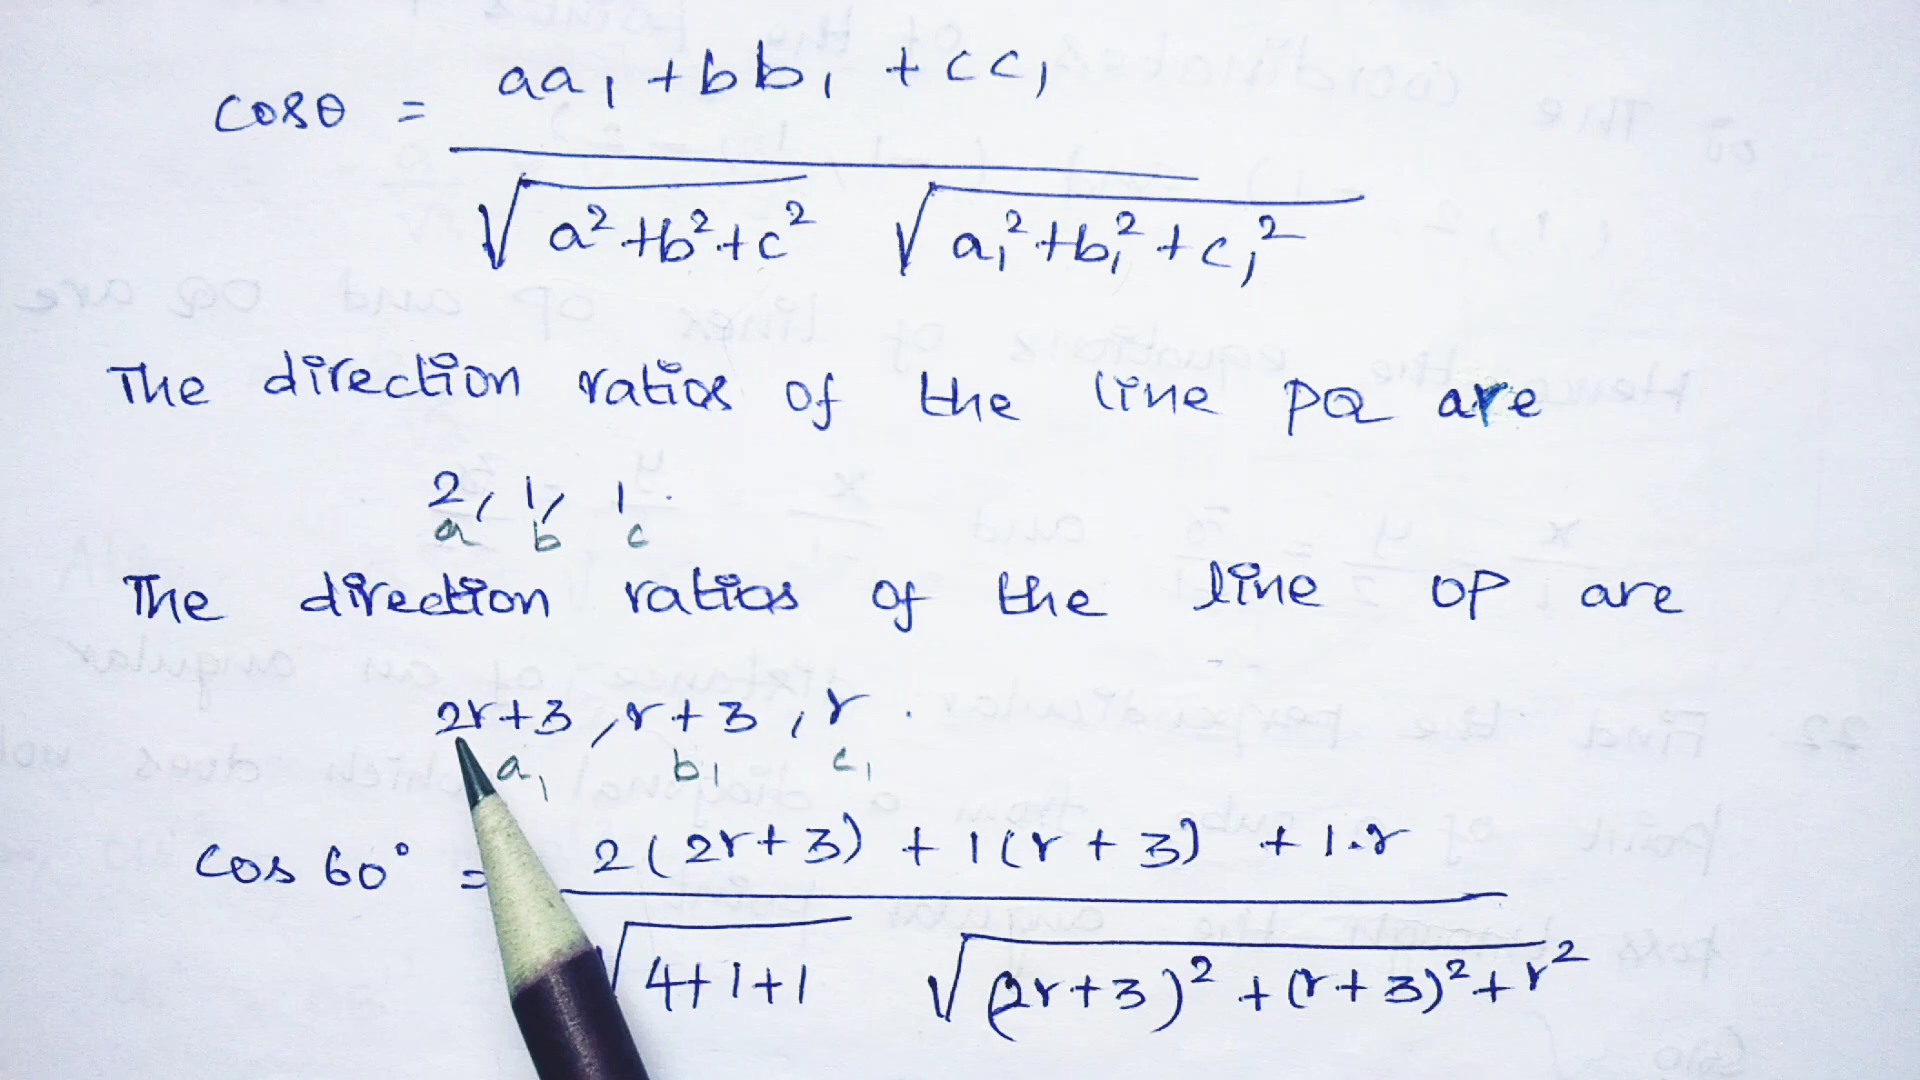 cosθ = aa₁ + bb₁ + cc₁
√a²+b²+c² √a₁²+b₁²+c₁²
The direction ratios of the line PQ are
2, 1, 1.
a b c
The direction ratios of the line OP are
2r+3, r+3, r.
a₁ b₁ c₁
cos 60° = 2(2r+3) + 1(r+3) + 1.r
√4+1+1 √(2r+3)²+(r+3)²+r²